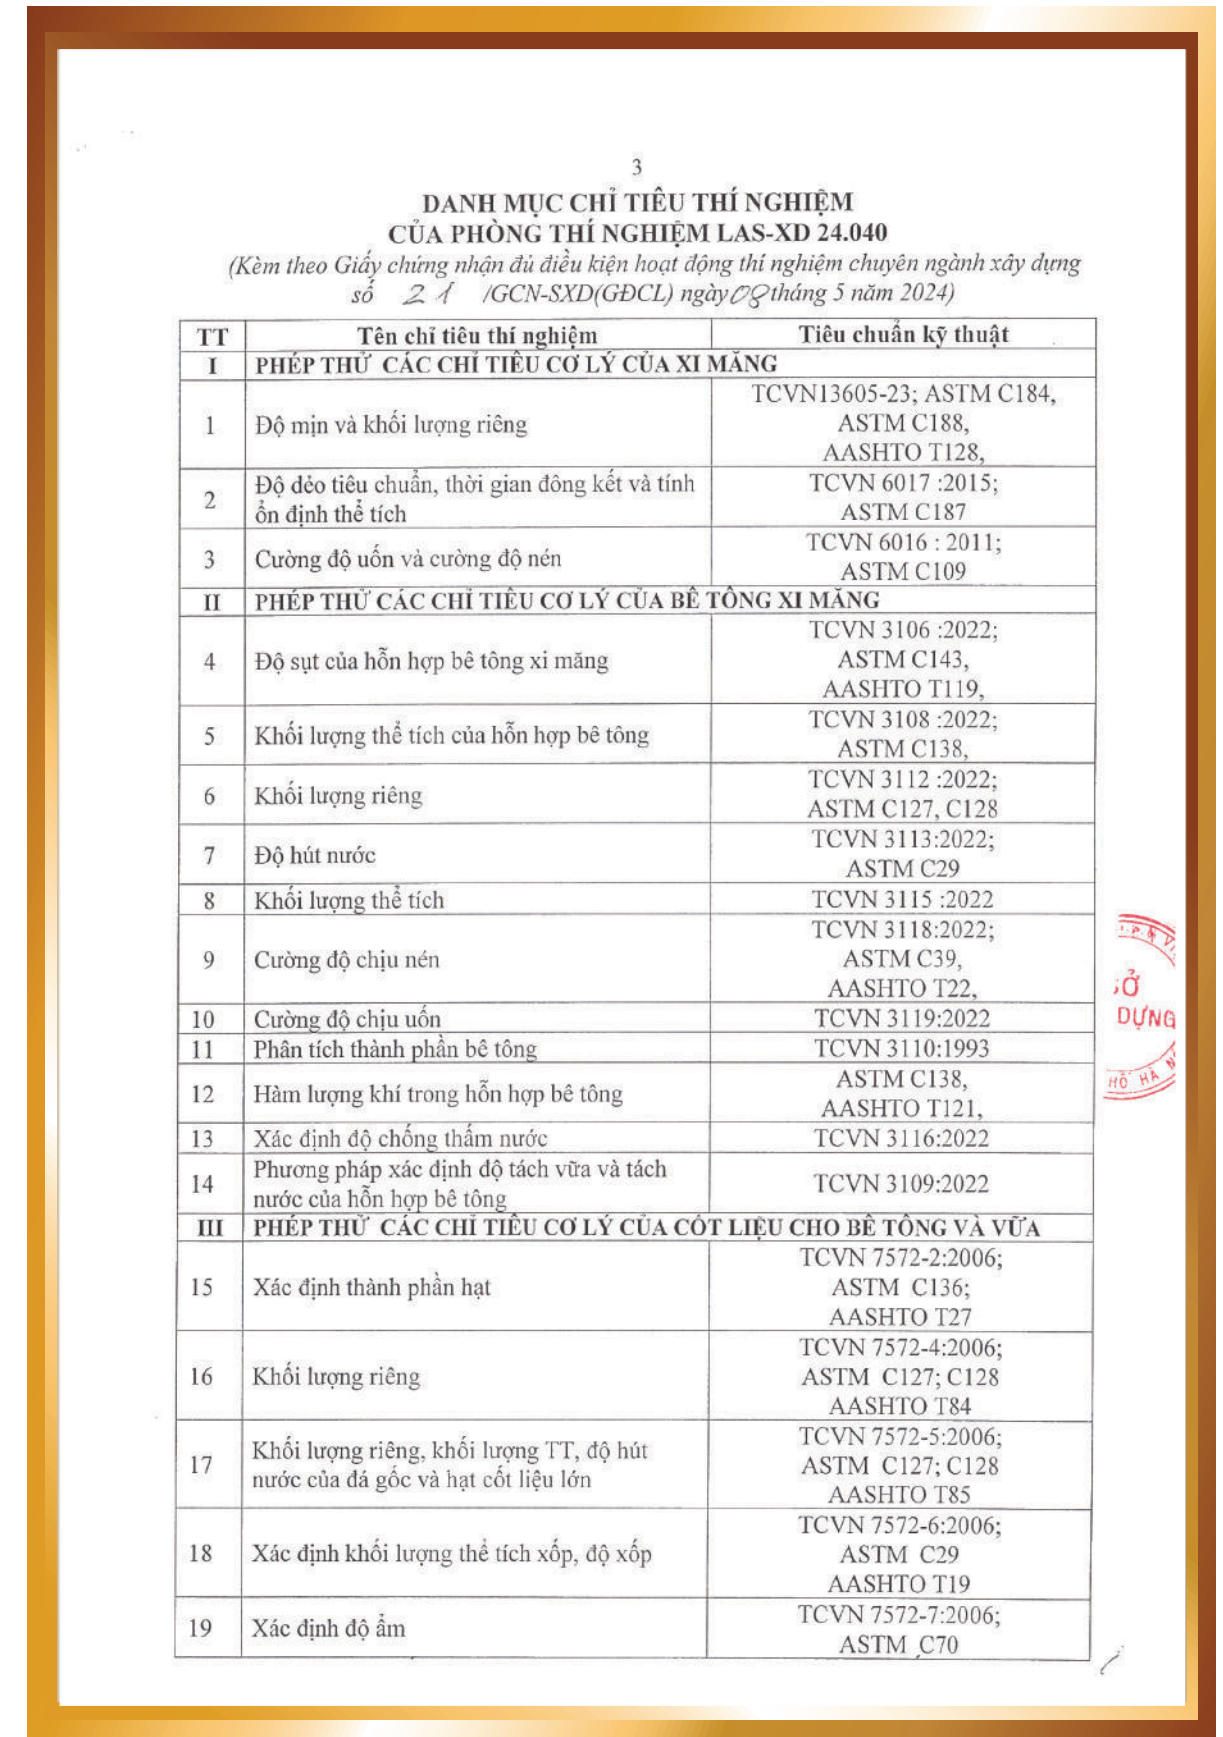 3
DANH MỤC CHỈ TIÊU THÍ NGHIỆM
CỦA PHÒNG THÍ NGHIỆM LAS-XD 24.040
(Kèm theo Giấy chứng nhận đủ điều kiện hoạt động thí nghiệm chuyên ngành xây dựng
số 21 /GCN-SXD(GĐCL) ngày 08 tháng 5 năm 2024)
TT Tên chỉ tiêu thí nghiệm Tiêu chuẩn kỹ thuật
I PHÉP THỬ CÁC CHỈ TIÊU CƠ LÝ CỦA XI MĂNG
1 Độ mịn và khối lượng riêng
TCVN13605-23; ASTM C184,
ASTM C188,
AASHTO T128,
2 Độ dẻo tiêu chuẩn, thời gian đông kết và tính
ổn định thể tích
TCVN 6017 :2015;
ASTM C187
3 Cường độ uốn và cường độ nén
TCVN 6016 : 2011;
ASTM C109
II PHÉP THỬ CÁC CHỈ TIÊU CƠ LÝ CỦA BÊ TÔNG XI MĂNG
4 Độ sụt của hỗn hợp bê tông xi măng
TCVN 3106 :2022;
ASTM C143,
AASHTO T119,
5 Khối lượng thể tích của hỗn hợp bê tông
TCVN 3108 :2022;
ASTM C138,
6 Khối lượng riêng
TCVN 3112 :2022;
ASTM C127, C128
7 Độ hút nước
TCVN 3113:2022;
ASTM C29
8 Khối lượng thể tích TCVN 3115 :2022
9 Cường độ chịu nén
TCVN 3118:2022;
ASTM C39,
AASHTO T22,
10 Cường độ chịu uốn TCVN 3119:2022
11 Phân tích thành phần bê tông TCVN 3110:1993
12 Hàm lượng khí trong hỗn hợp bê tông
ASTM C138,
AASHTO T121,
13 Xác định độ chống thấm nước TCVN 3116:2022
14 Phương pháp xác định độ tách vữa và tách
nước của hỗn hợp bê tông
TCVN 3109:2022
III PHÉP THỬ CÁC CHỈ TIÊU CƠ LÝ CỦA CỐT LIỆU CHO BÊ TÔNG VÀ VỮA
15 Xác định thành phần hạt
TCVN 7572-2:2006;
ASTM C136;
AASHTO T27
16 Khối lượng riêng
TCVN 7572-4:2006;
ASTM C127; C128
AASHTO T84
17 Khối lượng riêng, khối lượng TT, độ hút
nước của đá gốc và hạt cốt liệu lớn
TCVN 7572-5:2006;
ASTM C127; C128
AASHTO T85
18 Xác định khối lượng thể tích xốp, độ xốp
TCVN 7572-6:2006;
ASTM C29
AASHTO T19
19 Xác định độ ẩm
TCVN 7572-7:2006;
ASTM C70
SỞ
DỰNG
HỐ HÀ N